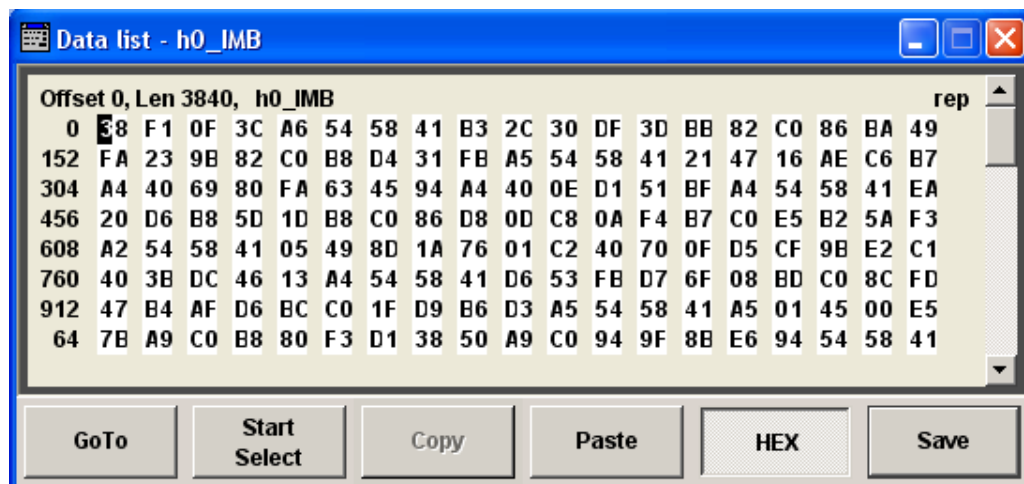 Data list - h0_IMB
Offset 0, Len 3840, h0_IMB rep
0 38 F1 0F 3C A6 54 58 41 B3 2C 30 DF 3D BB 82 C0 86 BA 49
152 FA 23 9B 82 C0 B8 D4 31 FB A5 54 58 41 21 47 16 AE C6 B7
304 A4 40 69 80 FA 63 45 94 A4 40 0E D1 51 BF A4 54 58 41 EA
456 20 D6 B8 5D 1D B8 C0 86 D8 0D C8 0A F4 B7 C0 E5 B2 5A F3
608 A2 54 58 41 05 49 8D 1A 76 01 C2 40 70 0F D5 CF 9B E2 C1
760 40 3B DC 46 13 A4 54 58 41 D6 53 FB D7 6F 08 BD C0 8C FD
912 47 B4 AF D6 BC C0 1F D9 B6 D3 A5 54 58 41 A5 01 45 00 E5
64 7B A9 C0 B8 80 F3 D1 38 50 A9 C0 94 9F 8B E6 94 54 58 41
GoTo Start Select Copy Paste HEX Save